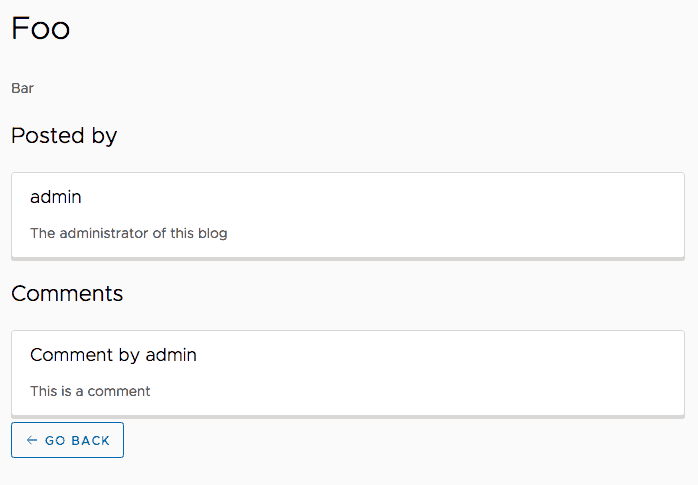 Foo
Bar
Posted by
admin
The administrator of this blog
Comments
Comment by admin
This is a comment
← GO BACK